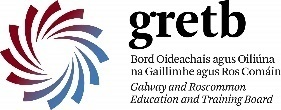 gretb
Bord Oideachais agus Oiliúna
na Gaillimhe agus Ros Comáin
Galway and Roscommon
Education and Training Board